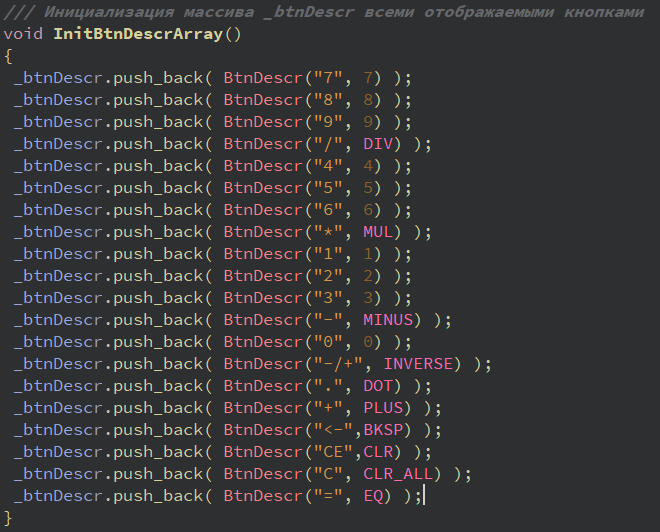 /// Инициализация массива _btnDescr всеми отображаемыми кнопками
void InitBtnDescrArray()
{
 _btnDescr.push_back( BtnDescr("7", 7) );
 _btnDescr.push_back( BtnDescr("8", 8) );
 _btnDescr.push_back( BtnDescr("9", 9) );
 _btnDescr.push_back( BtnDescr("/", DIV) );
 _btnDescr.push_back( BtnDescr("4", 4) );
 _btnDescr.push_back( BtnDescr("5", 5) );
 _btnDescr.push_back( BtnDescr("6", 6) );
 _btnDescr.push_back( BtnDescr("*", MUL) );
 _btnDescr.push_back( BtnDescr("1", 1) );
 _btnDescr.push_back( BtnDescr("2", 2) );
 _btnDescr.push_back( BtnDescr("3", 3) );
 _btnDescr.push_back( BtnDescr("-", MINUS) );
 _btnDescr.push_back( BtnDescr("0", 0) );
 _btnDescr.push_back( BtnDescr("-/+", INVERSE) );
 _btnDescr.push_back( BtnDescr(".", DOT) );
 _btnDescr.push_back( BtnDescr("+", PLUS) );
 _btnDescr.push_back( BtnDescr("<-",BKSP) );
 _btnDescr.push_back( BtnDescr("CE",CLR) );
 _btnDescr.push_back( BtnDescr("C", CLR_ALL) );
 _btnDescr.push_back( BtnDescr("=", EQ) );
}